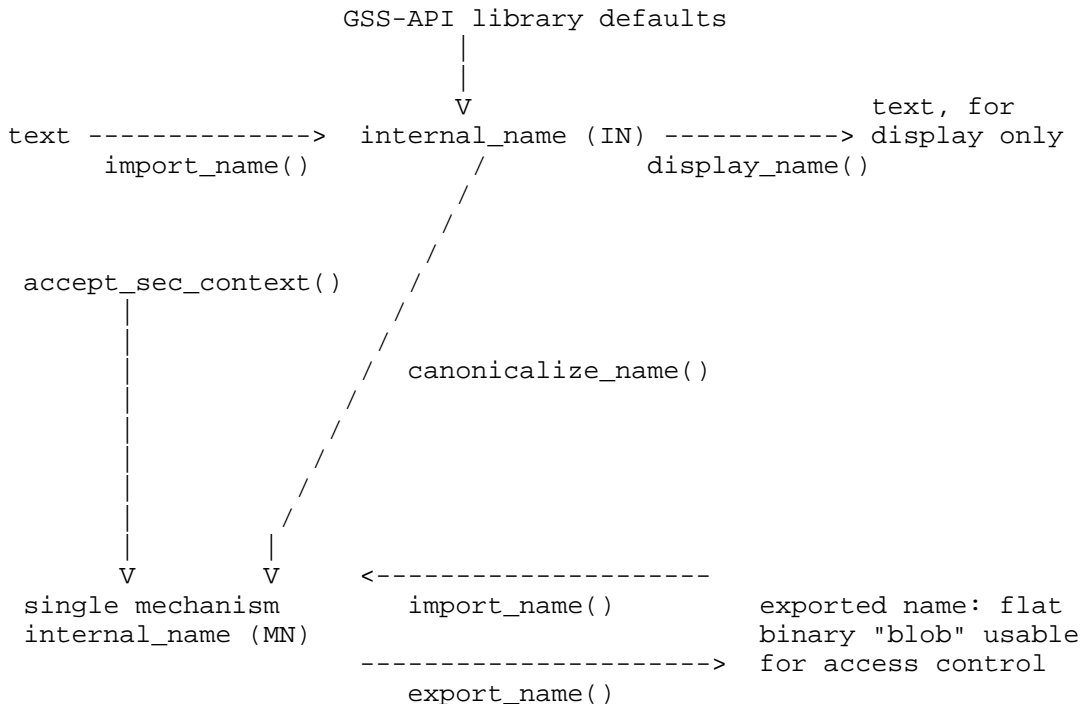 GSS-API library defaults
|
|
V text, for
text --------------> internal_name (IN) -----------> display only
import_name() / display_name()
/
/
/
accept_sec_context() /
| /
| /
| / canonicalize_name()
| /
| /
| /
| /
| /
| |
V V <----------------------
single mechanism import_name() exported name: flat
internal_name (MN) binary "blob" usable
----------------------> for access control
export_name()